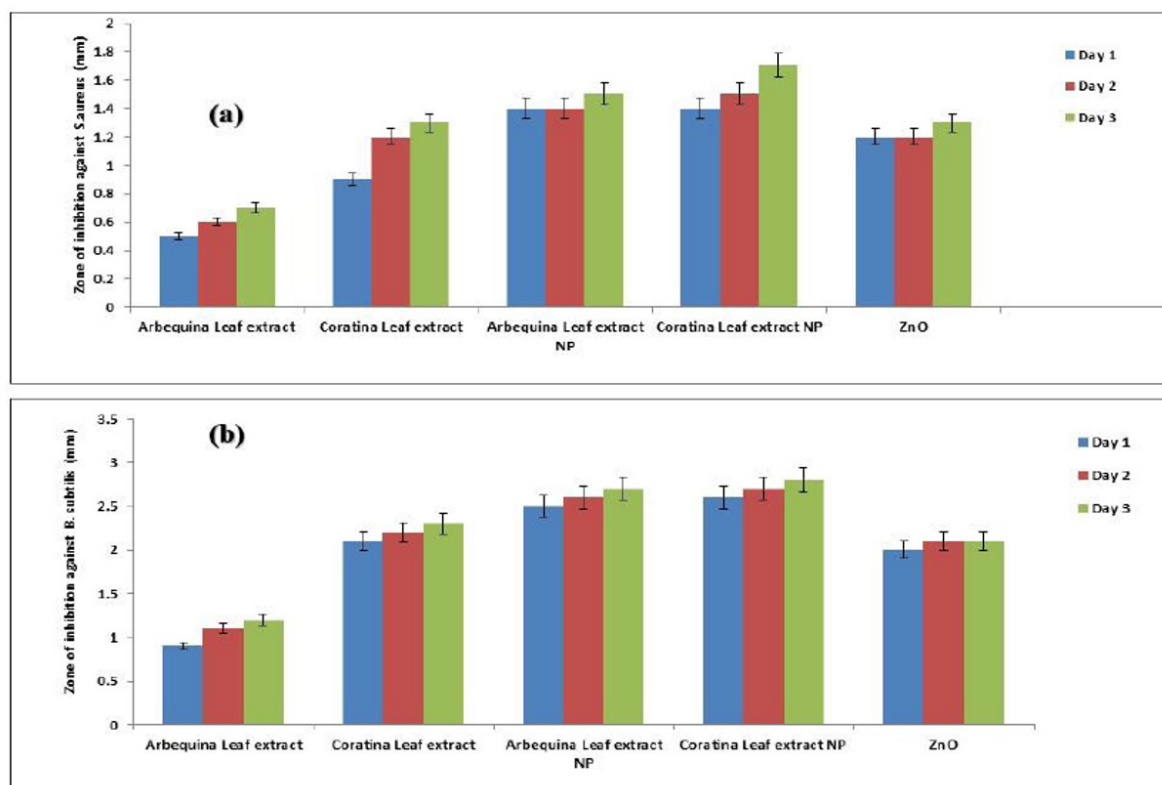 (a)
Zone of inhibition against S.aureus (mm)
2
1.8
1.6
1.4
1.2
1
0.8
0.6
0.4
0.2
0
Arbequina Leaf extract
Coratina Leaf extract
Arbequina Leaf extract
NP
Coratina Leaf extract NP
ZnO
Day 1
Day 2
Day 3
(b)
Zone of inhibition against B.subtilis (mm)
3.5
3
2.5
2
1.5
1
0.5
0
Arbequina Leaf extract
Coratina Leaf extract
Arbequina Leaf extract
NP
Coratina Leaf extract NP
ZnO
Day 1
Day 2
Day 3